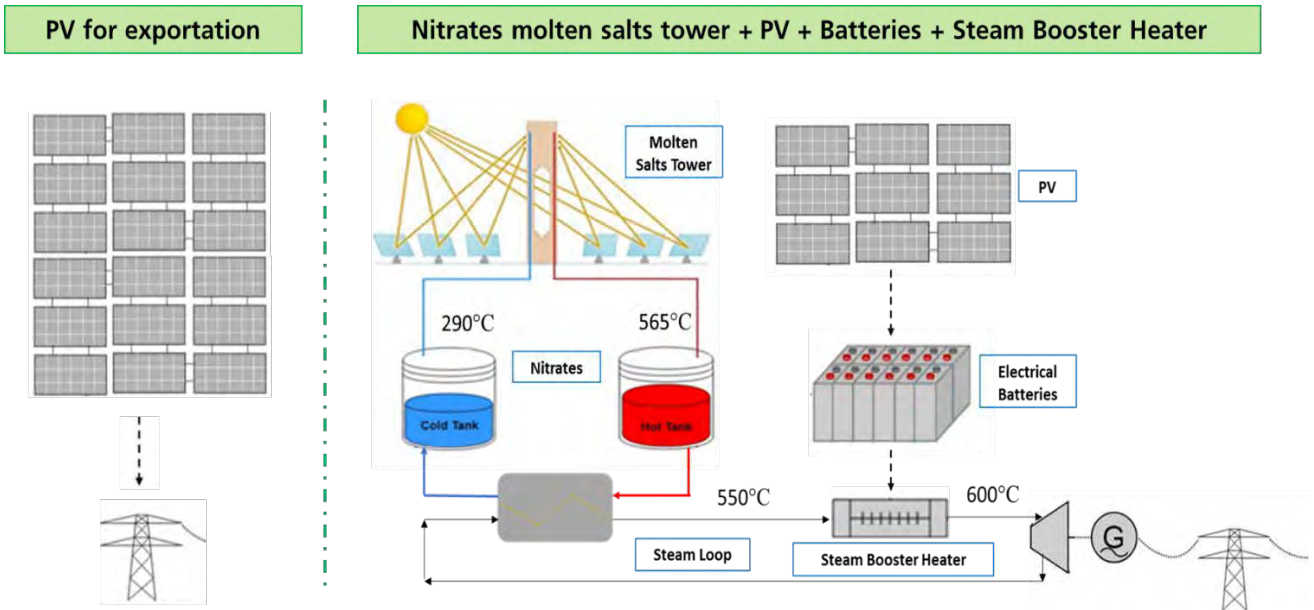 PV for exportation
Nitrates molten salts tower + PV + Batteries + Steam Booster Heater
Molten
Salts Tower
PV
290°C
565°C
Nitrates
Cold Tank
Hot Tank
Electrical
Batteries
550°C
600°C
Steam Loop
Steam Booster Heater
G